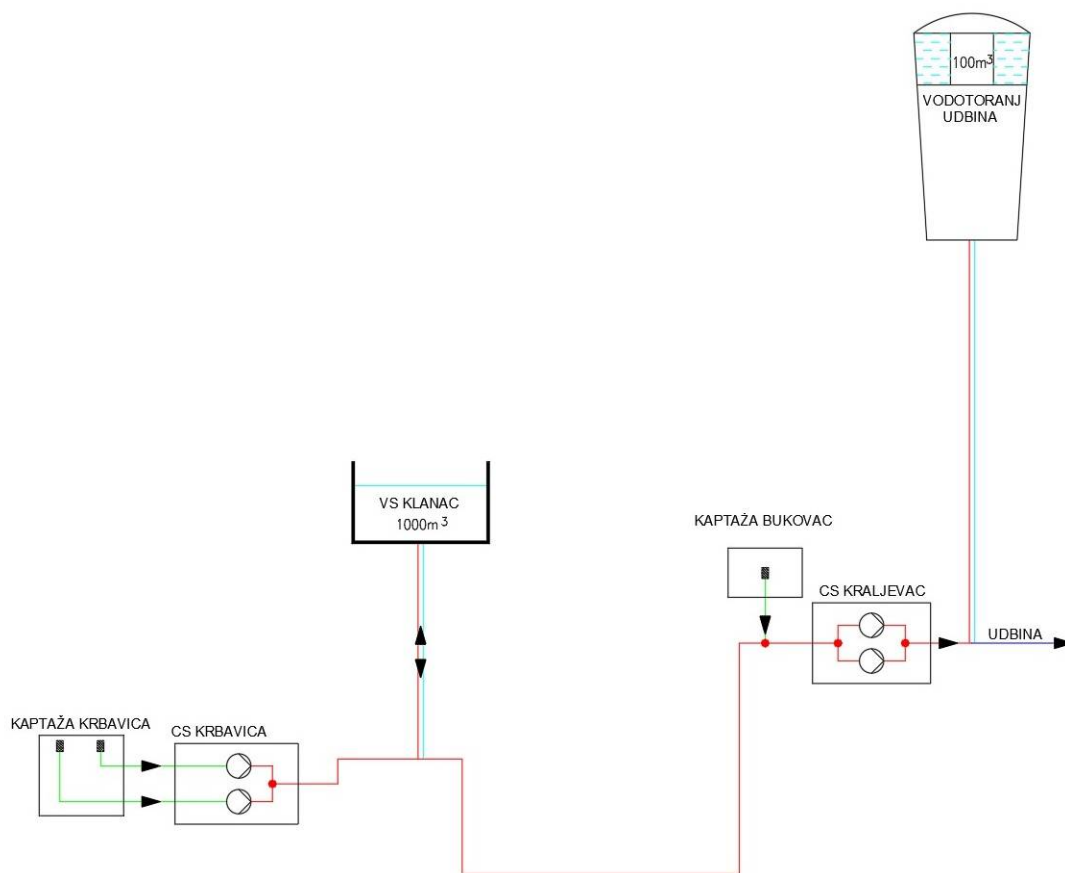 100m³
VODOTORANJ
UDBINA
VS KLANAC
1000m³
KAPTAŽA BUKOVAC
CS KRALJEVAC
UDBINA
KAPTAŽA KRBAVICA
CS KRBAVICA